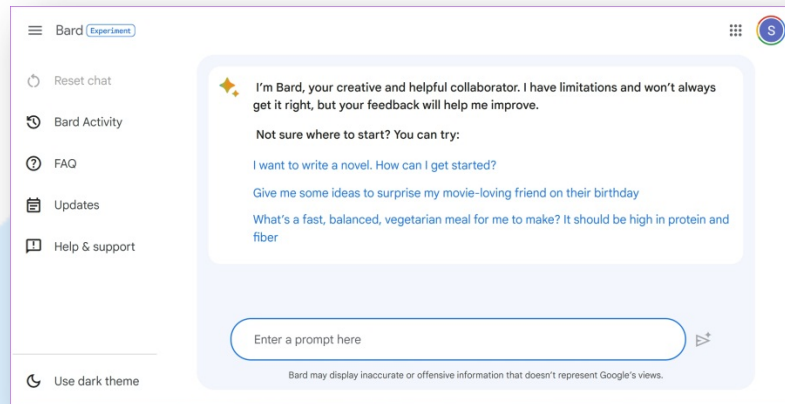 Bard Experiment
S
Reset chat
Bard Activity
FAQ
Updates
Help & support
Use dark theme
I'm Bard, your creative and helpful collaborator. I have limitations and won't always
get it right, but your feedback will help me improve.
Not sure where to start? You can try:
I want to write a novel. How can I get started?
Give me some ideas to surprise my movie-loving friend on their birthday
What's a fast, balanced, vegetarian meal for me to make? It should be high in protein and
fiber
Enter a prompt here
Bard may display inaccurate or offensive information that doesn't represent Google's views.